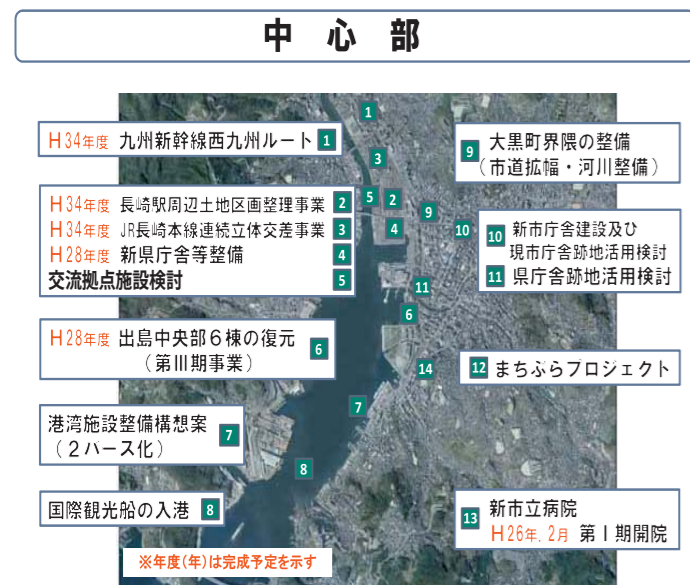 中心部
H34年度 九州新幹線西九州ルート 1
H34年度 長崎駅周辺土地区画整理事業 2
H34年度 JR長崎本線連続立体交差事業 3
H28年度 新県庁舎等整備 4
交流拠点施設検討 5
H28年度 出島中央部6棟の復元 6
(第Ⅲ期事業)
港湾施設整備構想案 7
(2バース化)
国際観光船の入港 8
※年度(年)は完成予定を示す
9 大黒町界隈の整備
(市道拡幅・河川整備)
10 新市庁舎建設及び
現市庁舎跡地活用検討
11 県庁舎跡地活用検討
12 まちぶらプロジェクト
13 新市立病院
H26年.2月 第Ⅰ期開院
1
3
5
2
9
4
10
11
6
14
7
8